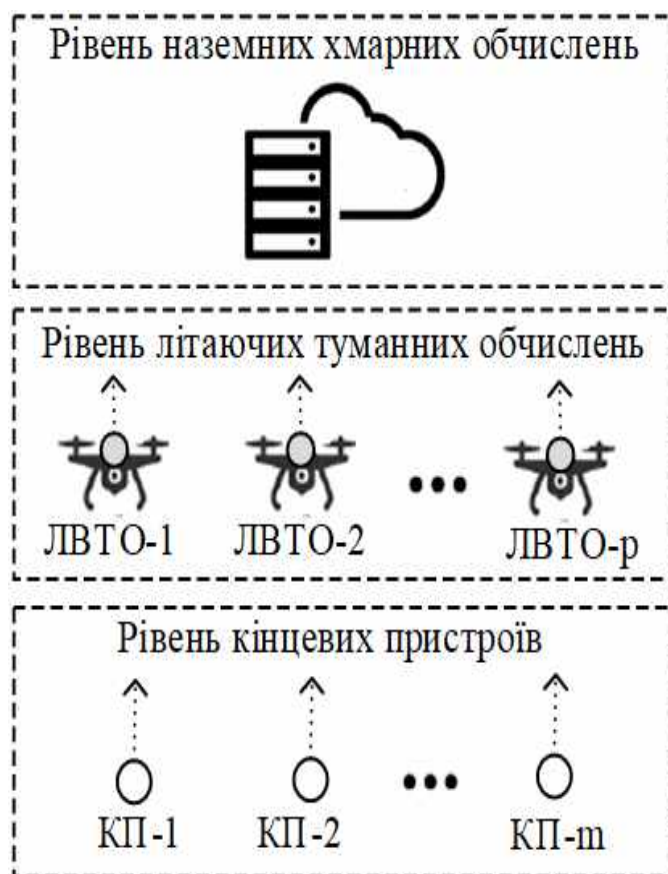 Рівень наземних хмарних обчислень
Рівень літаючих туманних обчислень
ЛВТО-1 ЛВТО-2 ЛВТО-p
Рівень кінцевих пристроїв
КП-1 КП-2 КП-m